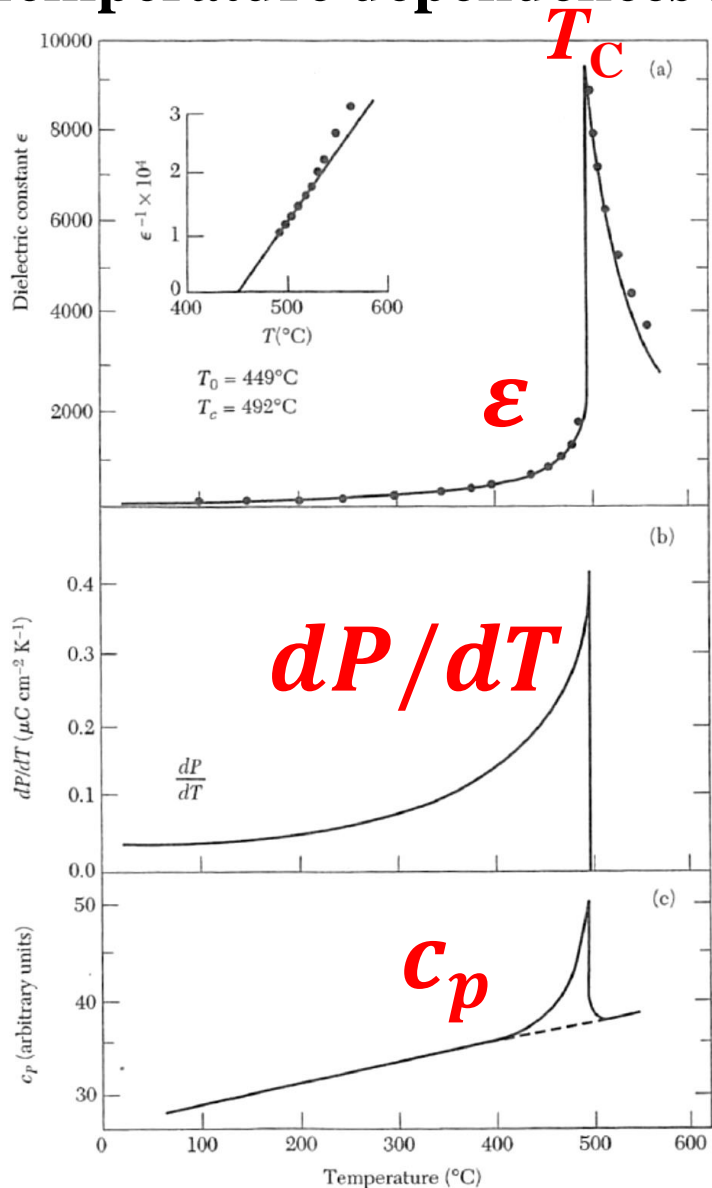 T_C
10000
(a)
8000
6000
4000
2000
Dielectric constant ϵ
3
2
1
0
ϵ⁻¹ × 10⁴
400 500 600
T(°C)
T₀ = 449°C
T_c = 492°C
ε
(b)
0.4
0.3
0.2
0.1
0.0
dP/dT (μC cm⁻² K⁻¹)
dP/dT
dP
dT
(c)
50
40
30
c_p (arbitrary units)
c_p
0 100 200 300 400 500 600
Temperature (°C)